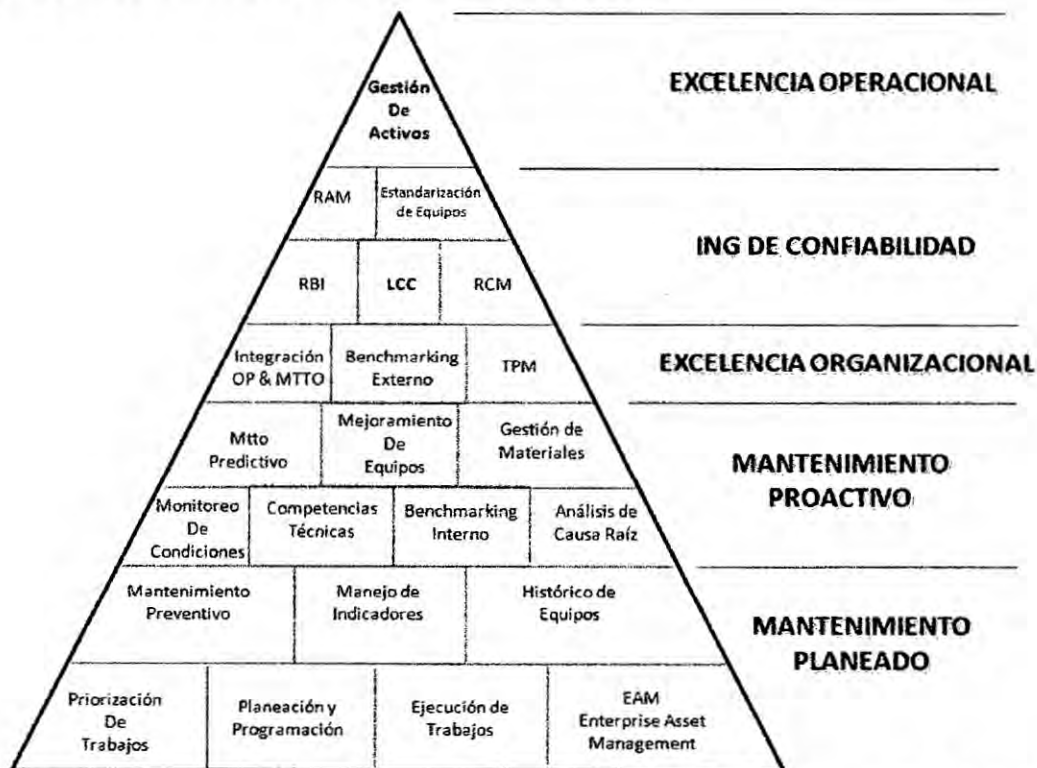 Gestión
De
Activos
EXCELENCIA OPERACIONAL
RAM
Estandarización
de Equipos
RBI
LCC
RCM
ING DE CONFIABILIDAD
Integración
OP & MTTO
Benchmarking
Externo
TPM
EXCELENCIA ORGANIZACIONAL
Mtto
Predictivo
Mejoramiento
De
Equipos
Gestión de
Materiales
Monitoreo
De
Condiciones
Competencias
Técnicas
Benchmarking
Interno
Análisis de
Causa Raíz
MANTENIMIENTO
PROACTIVO
Mantenimiento
Preventivo
Manejo de
Indicadores
Histórico de
Equipos
Priorización
De
Trabajos
Planeación y
Programación
Ejecución de
Trabajos
EAM
Enterprise Asset
Management
MANTENIMIENTO
PLANEADO